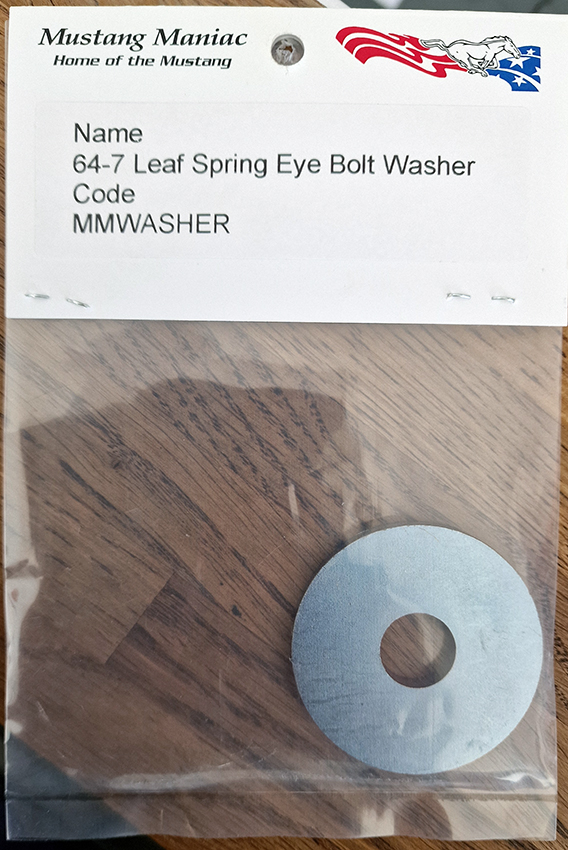 Mustang Maniac
Home of the Mustang
Name
64-7 Leaf Spring Eye Bolt Washer
Code
MMWASHER